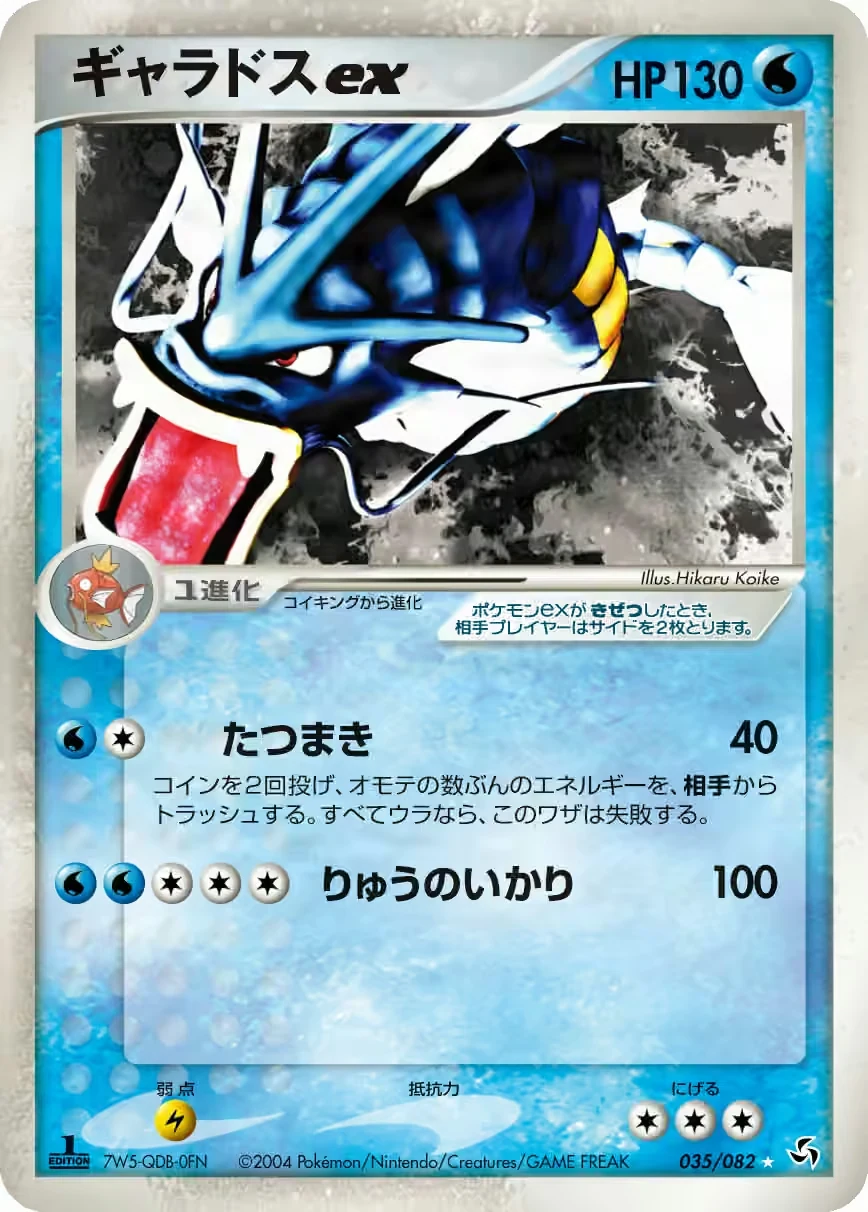 ギャラドスex HP130
Illus.Hikaru Koike
1進化
コイキングから進化
ポケモンexが きぜつしたとき、
相手プレイヤーはサイドを2枚とります。
たつまき 40
コインを2回投げ、オモテの数ぶんのエネルギーを、相手から
トラッシュする。すべてウラなら、このワザは失敗する。
りゅうのいかり 100
弱点 抵抗力 にげる
1 EDITION 7W5-QDB-0FN ©2004 Pokémon/Nintendo/Creatures/GAME FREAK 035/082